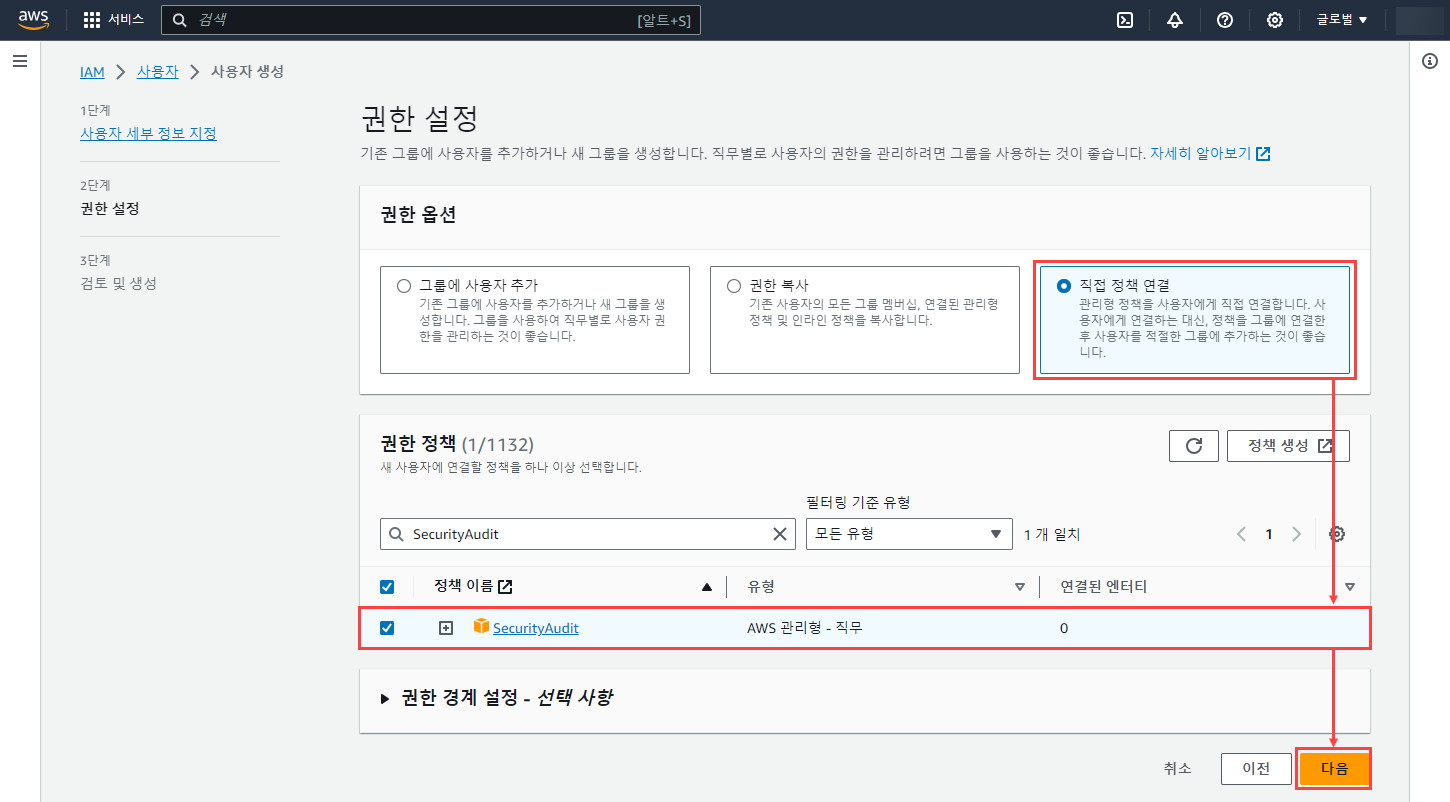 aws 서비스 검색 [알트+S] 글로벌
IAM 사용자 사용자 생성
1단계
사용자 세부 정보 지정
2단계
권한 설정
3단계
검토 및 생성
권한 설정
기존 그룹에 사용자를 추가하거나 새 그룹을 생성합니다. 직무별로 사용자의 권한을 관리하려면 그룹을 사용하는 것이 좋습니다. 자세히 알아보기
권한 옵션
그룹에 사용자 추가
기존 그룹에 사용자를 추가하거나 새 그룹을 생
성합니다. 그룹을 사용하여 직무별로 사용자 권
한을 관리하는 것이 좋습니다.
권한 복사
기존 사용자의 모든 그룹 멤버십, 연결된 관리형
정책 및 인라인 정책을 복사합니다.
직접 정책 연결
관리형 정책을 사용자에게 직접 연결합니다. 사
용자에게 연결하는 대신, 정책을 그룹에 연결한
후 사용자를 적절한 그룹에 추가하는 것이 좋습
니다.
권한 정책 (1/1132)
새 사용자에 연결할 정책을 하나 이상 선택합니다.
정책 생성
필터링 기준 유형
SecurityAudit 모든 유형 1 개 일치 1
정책 이름 유형 연결된 엔터티
SecurityAudit AWS 관리형 - 직무 0
권한 경계 설정 - 선택 사항
취소 이전 다음